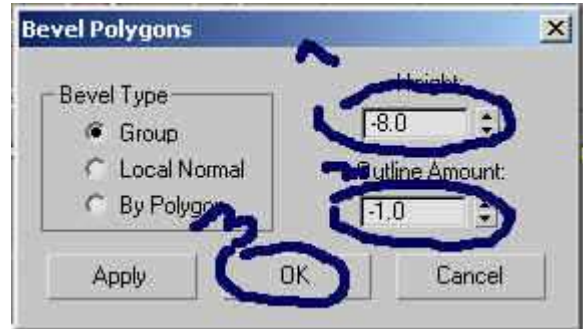 Bevel Polygons
Bevel Type
Group
Local Normal
By Polygon
Height:
-8.0
Outline Amount:
-1.0
Apply OK Cancel